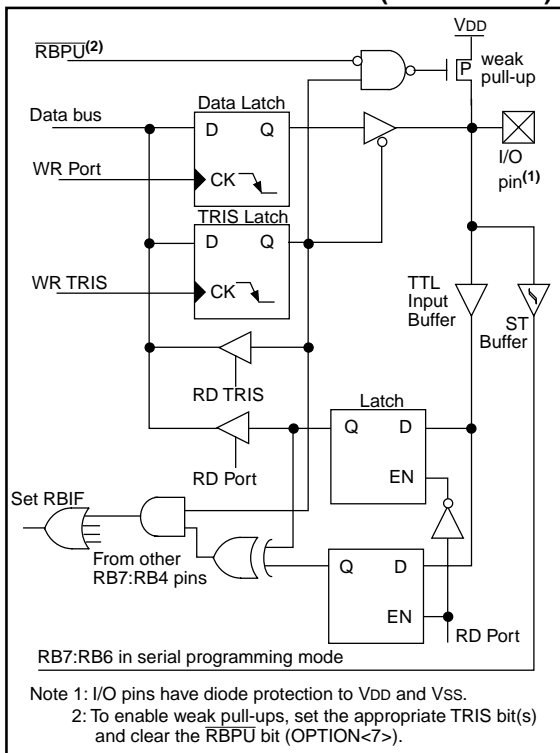 VDD
RBPU(2)
P
weak
pull-up
Data Latch
Data bus
D
Q
I/O
pin(1)
WR Port
CK
TRIS Latch
D
Q
WR TRIS
CK
TTL
Input
Buffer
ST
Buffer
RD TRIS
Latch
Q
D
RD Port
EN
Set RBIF
From other
RB7:RB4 pins
Q
D
EN
RD Port
RB7:RB6 in serial programming mode
Note 1: I/O pins have diode protection to VDD and VSS.
2: To enable weak pull-ups, set the appropriate TRIS bit(s)
and clear the RBPU bit (OPTION<7>).